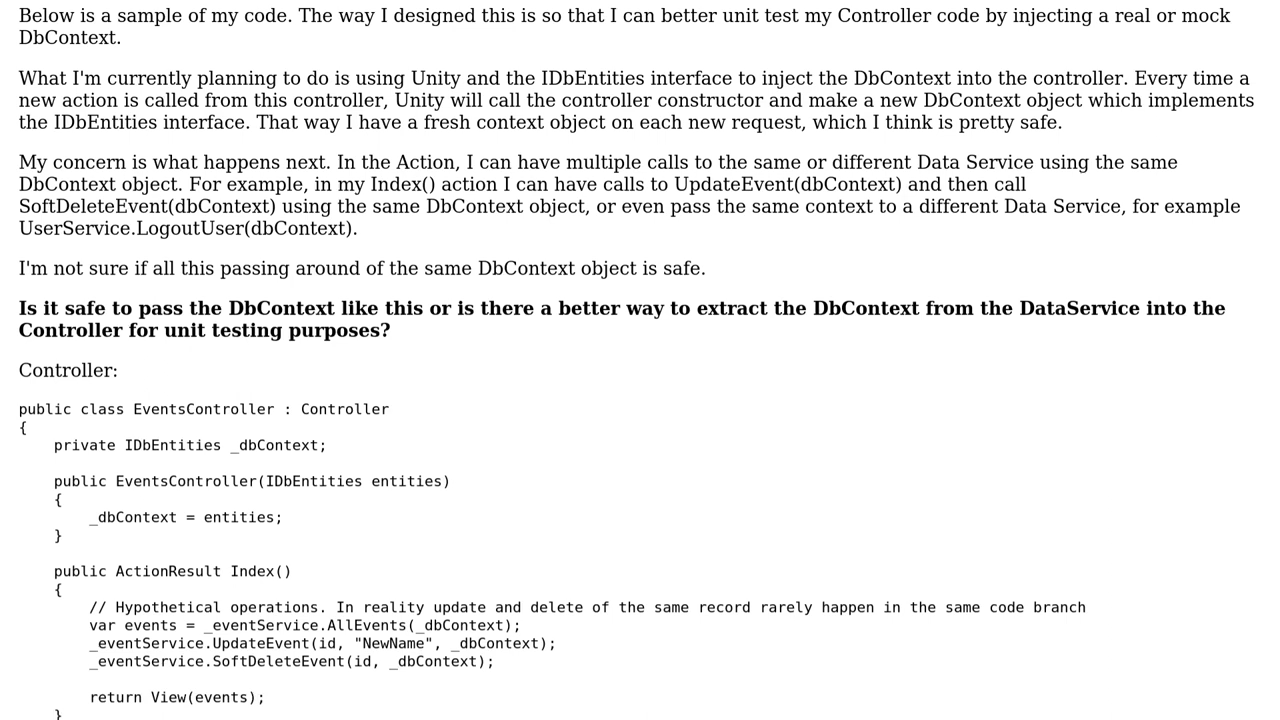 Below is a sample of my code. The way I designed this is so that I can better unit test my Controller code by injecting a real or mock
DbContext.
What I'm currently planning to do is using Unity and the IDbEntities interface to inject the DbContext into the controller. Every time a
new action is called from this controller, Unity will call the controller constructor and make a new DbContext object which implements
the IDbEntities interface. That way I have a fresh context object on each new request, which I think is pretty safe.
My concern is what happens next. In the Action, I can have multiple calls to the same or different Data Service using the same
DbContext object. For example, in my Index() action I can have calls to UpdateEvent(dbContext) and then call
SoftDeleteEvent(dbContext) using the same DbContext object, or even pass the same context to a different Data Service, for example
UserService.LogoutUser(dbContext).
I'm not sure if all this passing around of the same DbContext object is safe.
Is it safe to pass the DbContext like this or is there a better way to extract the DbContext from the DataService into the
Controller for unit testing purposes?
Controller:
public class EventsController : Controller
{
    private IDbEntities _dbContext;
    public EventsController(IDbEntities entities)
    {
        _dbContext = entities;
    }
    public ActionResult Index()
    {
        // Hypothetical operations. In reality update and delete of the same record rarely happen in the same code branch
        var events = _eventService.AllEvents(_dbContext);
        _eventService.UpdateEvent(id, "NewName", _dbContext);
        _eventService.SoftDeleteEvent(id, _dbContext);
        return View(events);
    }